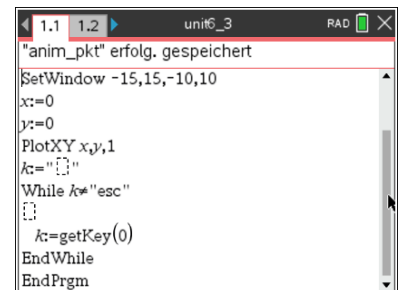 1.1 1.2 unit6_3 RAD
"anim_pkt" erfolg. gespeichert
SetWindow -15,15,-10,10
x:=0
y:=0
PlotXY x,y,1
k:="▯"
While k≠"esc"
▯
k:=getKey(0)
EndWhile
EndPrgm